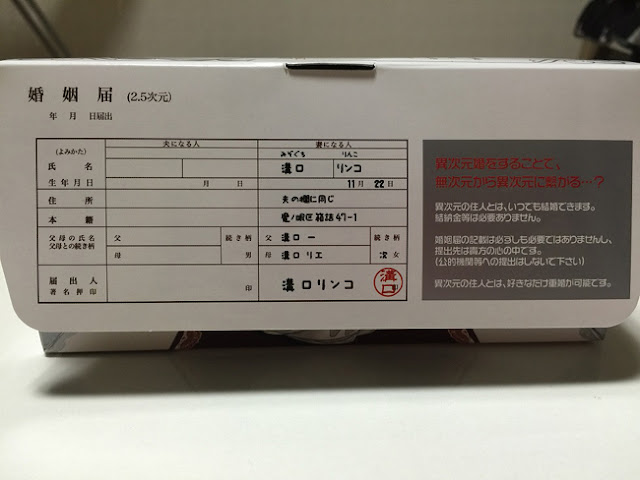 婚姻届 (2.5次元)
年 月 日届出
夫になる人 妻になる人
(よみかた) みぞぐち りんこ
氏名 溝口 リンコ
生年月日 月 日 11月 22日
住所 夫の欄に同じ
本籍 愛ノ眠区箱詰47-1
父母の氏名 父 続き柄 父 溝口一 続き柄
父母との続き柄 母 男 母 溝口リエ 次女
届出人 印 溝口リンコ 溝口
署名押印
異次元婚をすることで、
無次元から異次元に繋がる…?
異次元の住人とは、いつでも結婚できます。
結納金等は必要ありません。
婚姻届の記載は必ずしも必要ではありませんし、
提出先は貴方の心の中です。
(公的機関等への提出はしないで下さい)
異次元の住人とは、好きなだけ重婚が可能です。